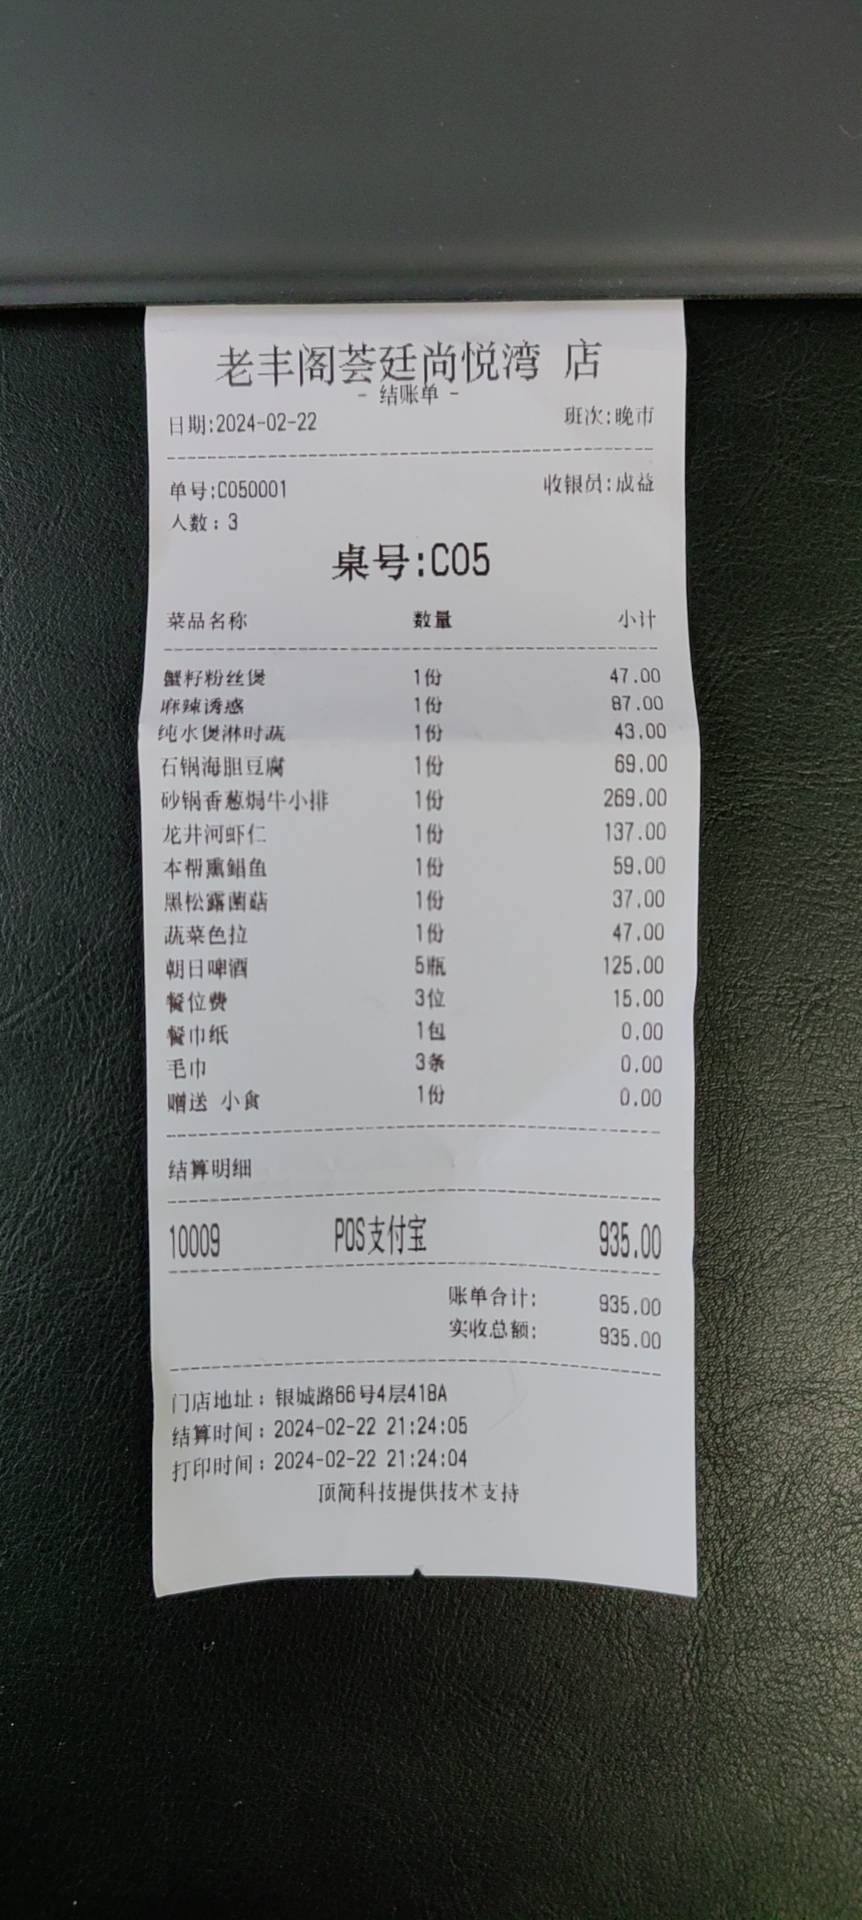 老丰阁荟廷尚悦湾 店
- 结账单 -
日期:2024-02-22 班次:晚市
单号:C050001 收银员:成益
人数：3
桌号:C05
菜品名称 数量 小计
蟹籽粉丝煲 1份 47.00
麻辣诱惑 1份 87.00
纯水煲淋时蔬 1份 43.00
石锅海胆豆腐 1份 69.00
砂锅香葱焗牛小排 1份 269.00
龙井河虾仁 1份 137.00
本帮熏鲳鱼 1份 59.00
黑松露菌菇 1份 37.00
蔬菜色拉 1份 47.00
朝日啤酒 5瓶 125.00
餐位费 3位 15.00
餐巾纸 1包 0.00
毛巾 3条 0.00
赠送 小食 1份 0.00
结算明细
10009 POS支付宝 935.00
账单合计: 935.00
实收总额: 935.00
门店地址：银城路66号4层418A
结算时间：2024-02-22 21:24:05
打印时间：2024-02-22 21:24:04
顶简科技提供技术支持